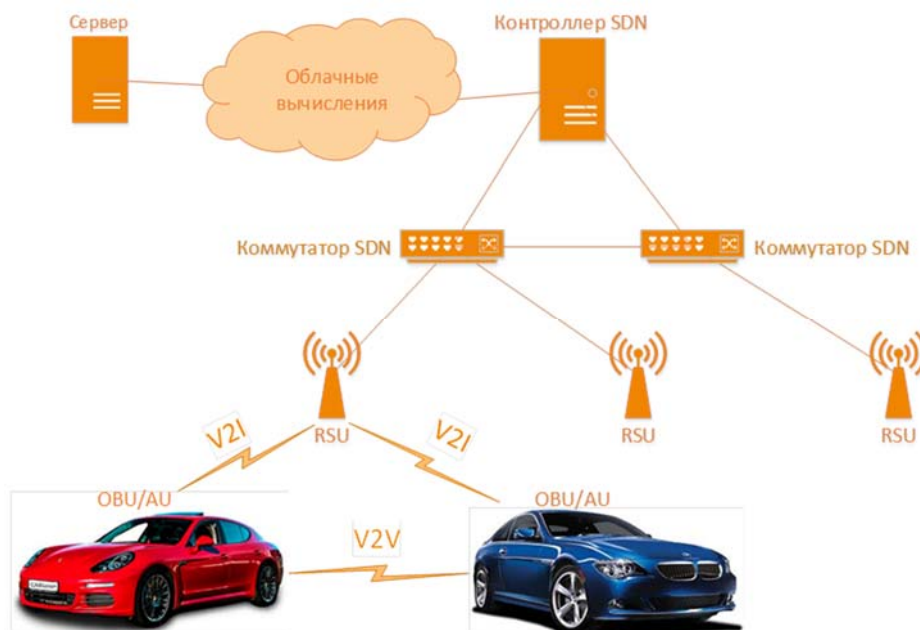 Сервер
Контроллер SDN
Облачные
вычисления
Коммутатор SDN
Коммутатор SDN
RSU
RSU
RSU
V2I
V2I
OBU/AU
OBU/AU
V2V